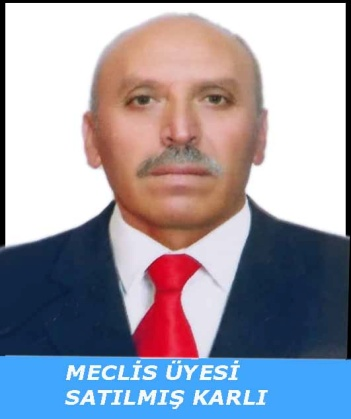 MECLİS ÜYESİ
SATILMIŞ KARLI